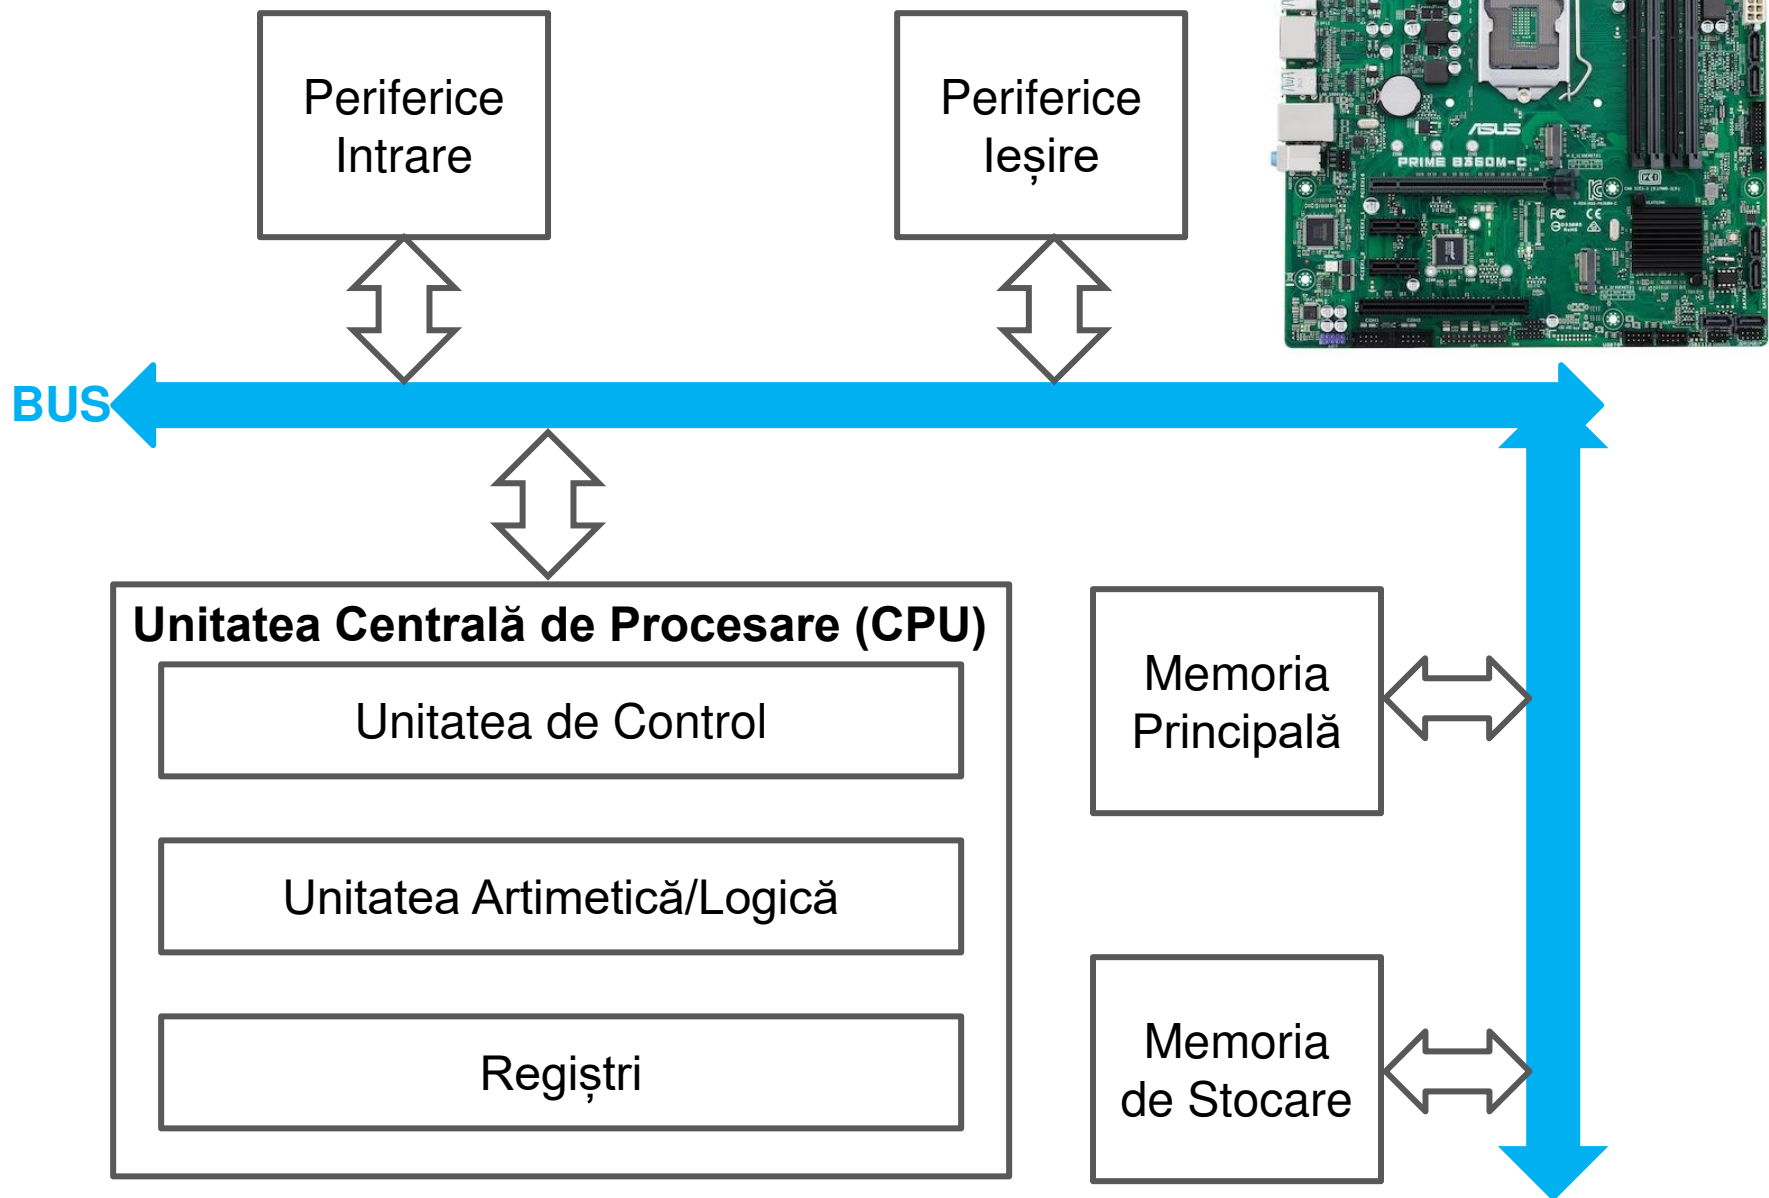 Periferice
Intrare
Periferice
Ieșire
ASUS
PRIME B360M-C
BUS
Unitatea Centrală de Procesare (CPU)
Unitatea de Control
Unitatea Artimetică/Logică
Regiștri
Memoria
Principală
Memoria
de Stocare